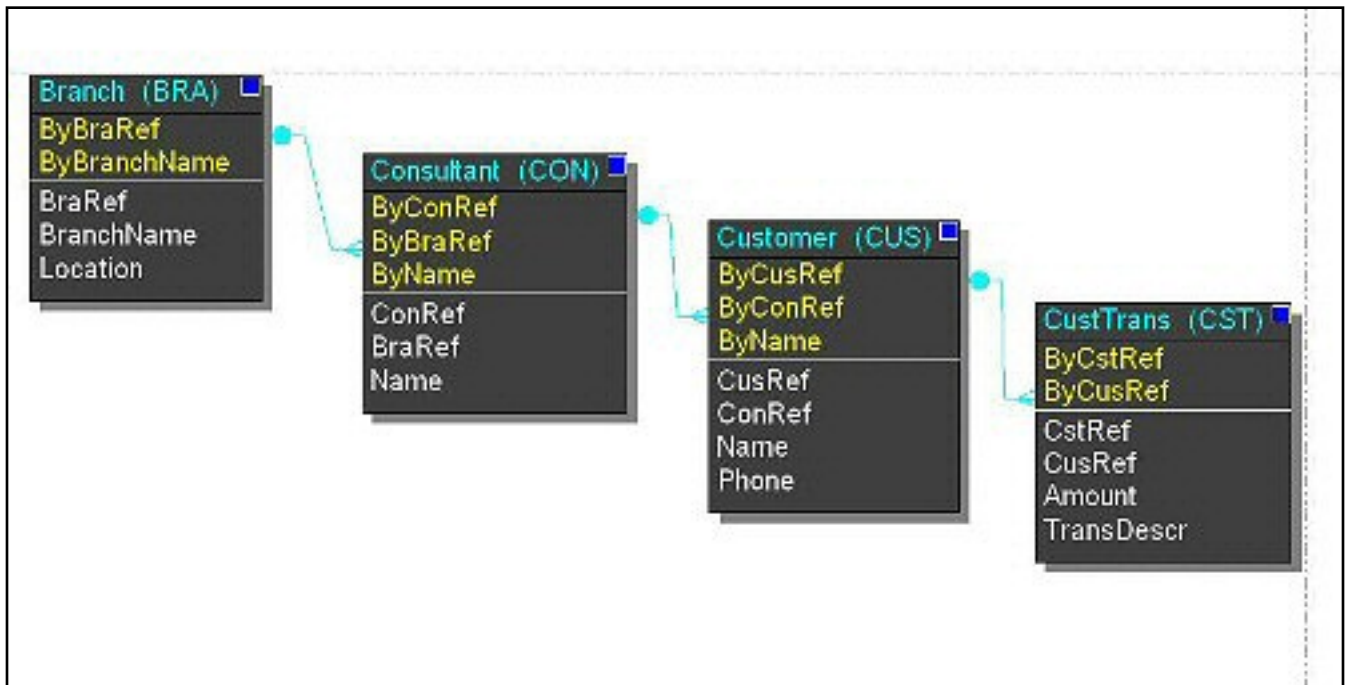 Branch (BRA)
ByBraRef
ByBranchName
BraRef
BranchName
Location
Consultant (CON)
ByConRef
ByBraRef
ByName
ConRef
BraRef
Name
Customer (CUS)
ByCusRef
ByConRef
ByName
CusRef
ConRef
Name
Phone
CustTrans (CST)
ByCstRef
ByCusRef
CstRef
CusRef
Amount
TransDescr